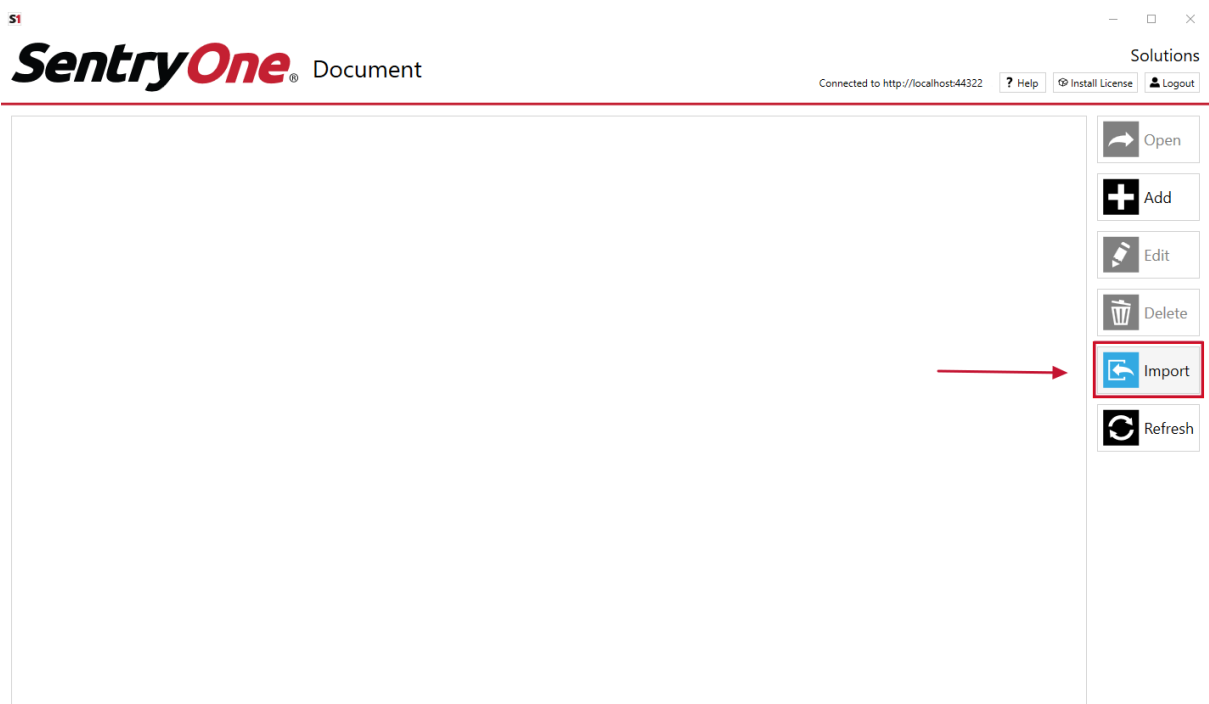 S1
SentryOne® Document
Solutions
Connected to http://localhost:44322 ? Help Install License Logout
Open
Add
Edit
Delete
Import
Refresh